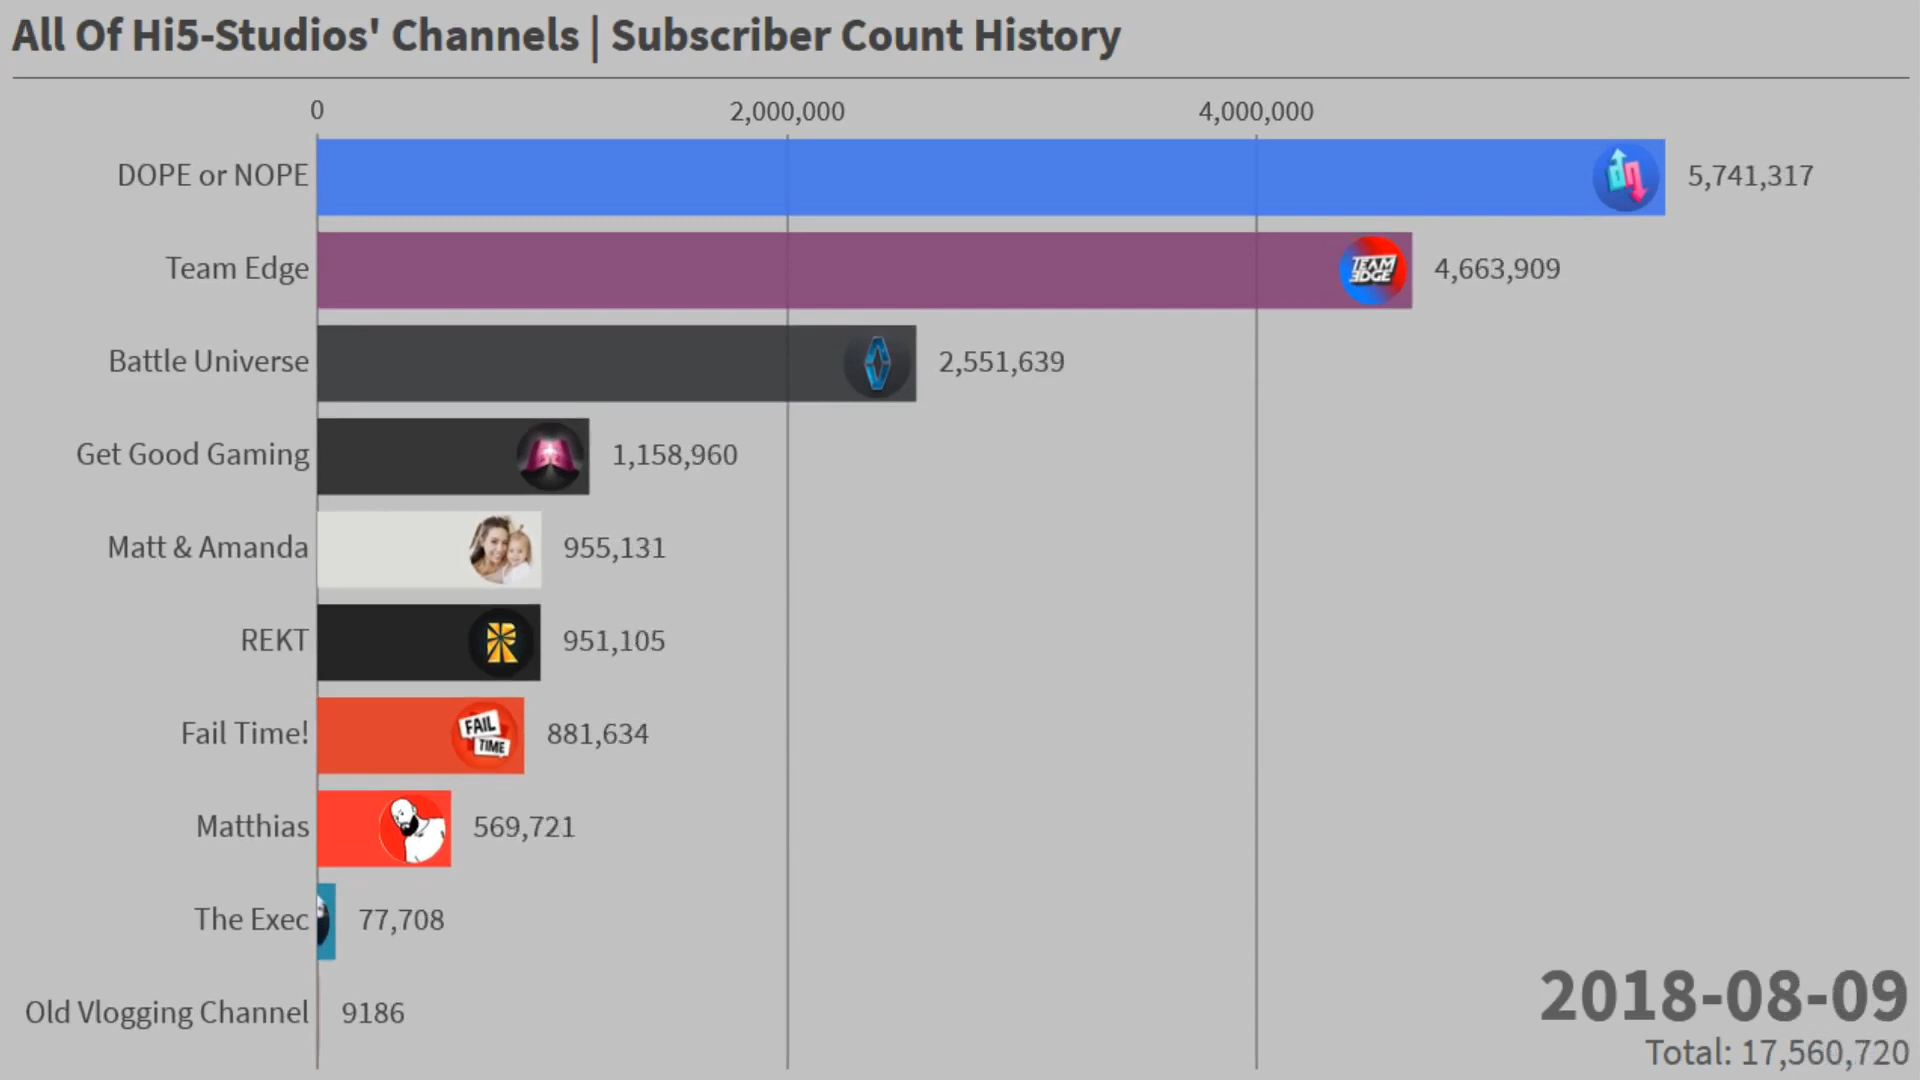 All Of Hi5-Studios' Channels | Subscriber Count History
0 2,000,000 4,000,000
DOPE or NOPE dn 5,741,317
Team Edge TEAM EDGE 4,663,909
Battle Universe 2,551,639
Get Good Gaming 1,158,960
Matt & Amanda 955,131
REKT R 951,105
Fail Time! FAIL TIME 881,634
Matthias 569,721
The Exec 77,708
Old Vlogging Channel 9186
2018-08-09
Total: 17,560,720